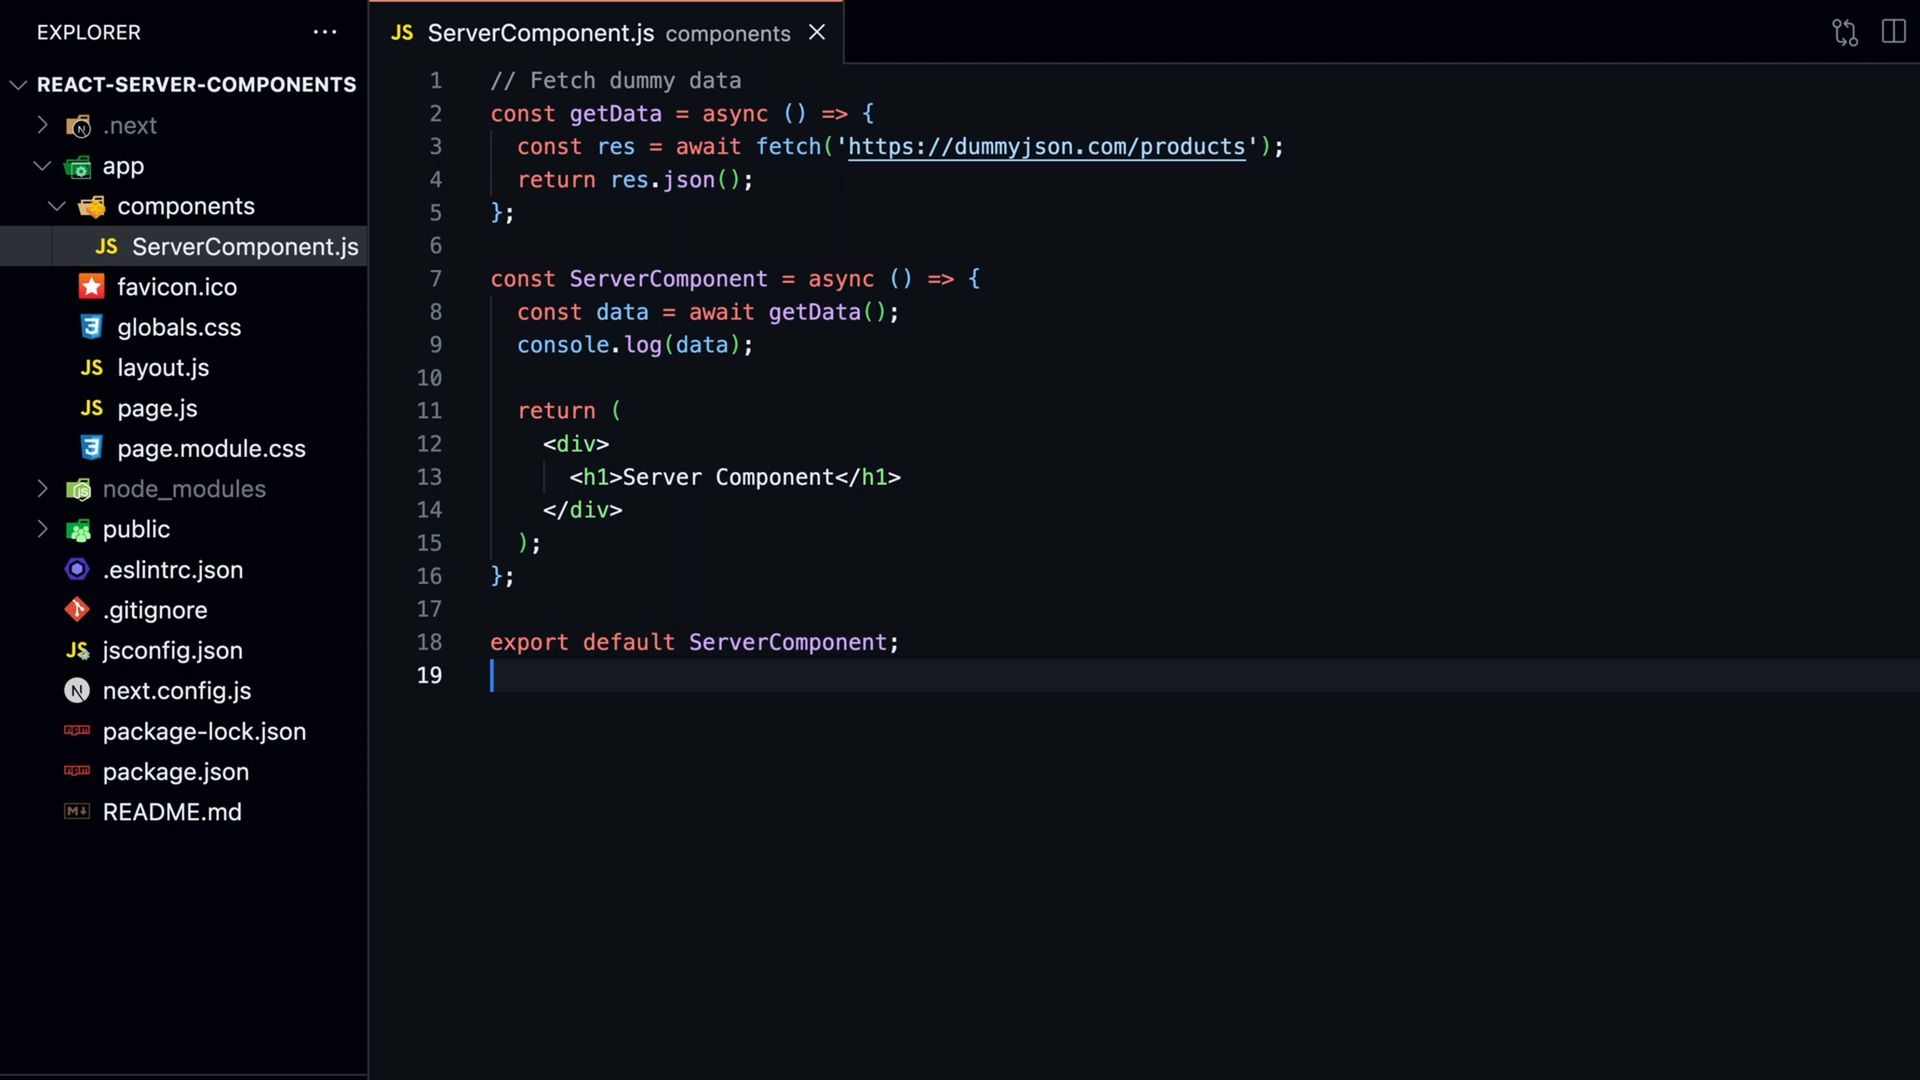 EXPLORER
REACT-SERVER-COMPONENTS
.next
app
components
JS ServerComponent.js
favicon.ico
globals.css
JS layout.js
JS page.js
page.module.css
node_modules
public
.eslintrc.json
.gitignore
JS jsconfig.json
next.config.js
package-lock.json
package.json
README.md
JS ServerComponent.js components
1 // Fetch dummy data
2 const getData = async () => {
3 const res = await fetch('https://dummyjson.com/products');
4 return res.json();
5 };
6
7 const ServerComponent = async () => {
8 const data = await getData();
9 console.log(data);
10
11 return (
12 <div>
13 <h1>Server Component</h1>
14 </div>
15 );
16 };
17
18 export default ServerComponent;
19